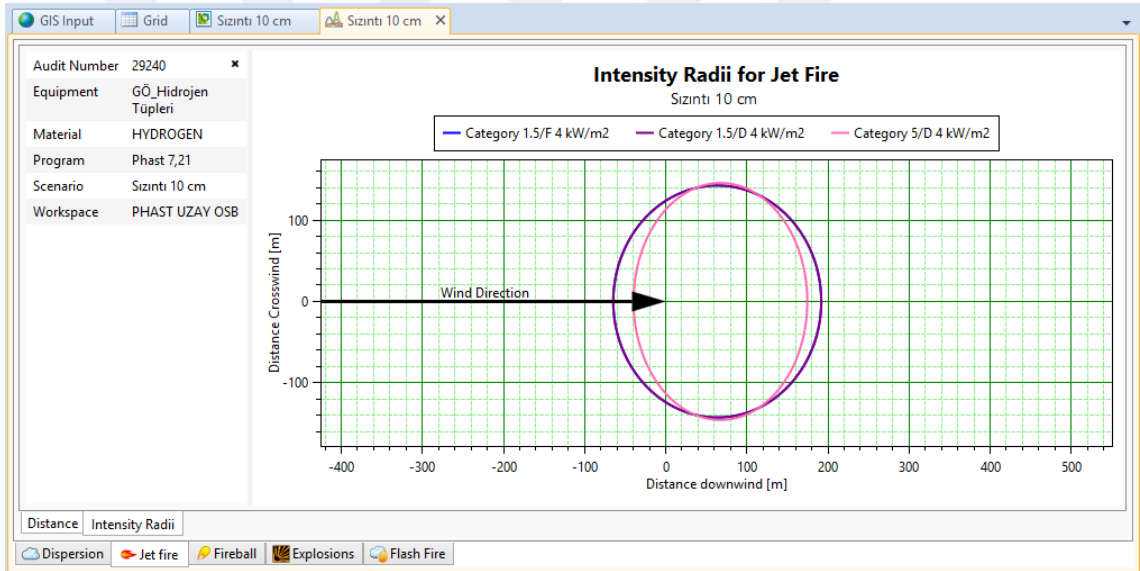 GIS Input Grid Sızıntı 10 cm Sızıntı 10 cm
Audit Number 29240
Equipment GÖ_Hidrojen
Tüpleri
Material HYDROGEN
Program Phast 7,21
Scenario Sızıntı 10 cm
Workspace PHAST UZAY OSB
Intensity Radii for Jet Fire
Sızıntı 10 cm
Category 1.5/F 4 kW/m2 Category 1.5/D 4 kW/m2 Category 5/D 4 kW/m2
Distance Crosswind [m]
100
0
-100
Wind Direction
-400 -300 -200 -100 0 100 200 300 400 500
Distance downwind [m]
Distance Intensity Radii
Dispersion Jet fire Fireball Explosions Flash Fire